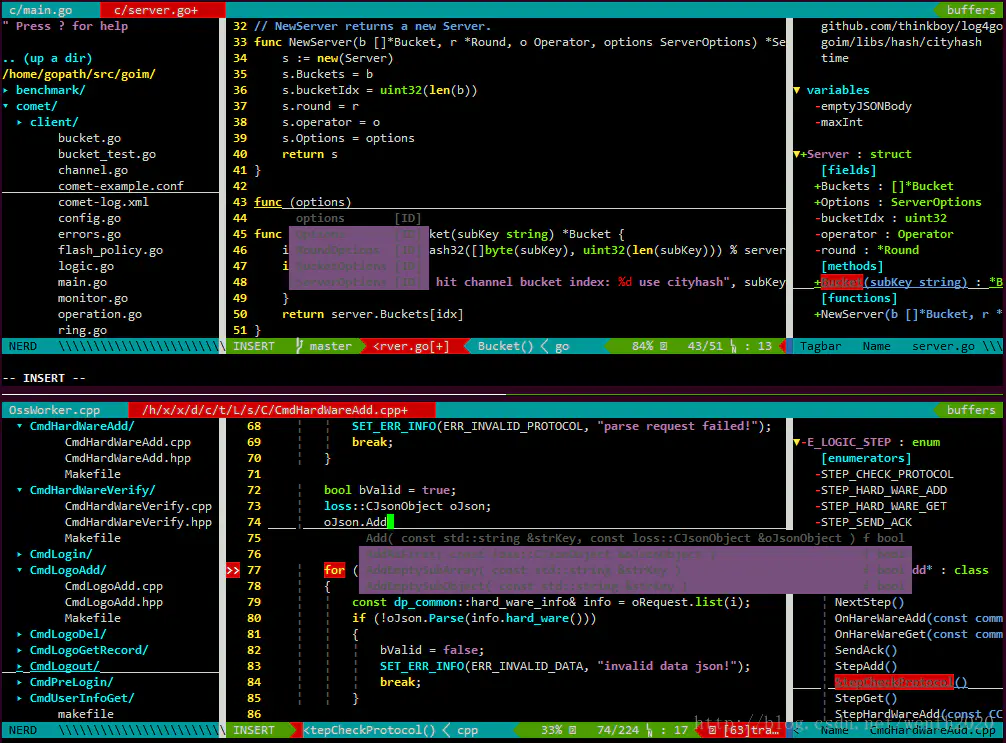 c/main.go c/server.go+ buffers
" Press ? for help
.. (up a dir)
/home/gopath/src/goim/
▸ benchmark/
▾ comet/
▸ client/
bucket.go
bucket_test.go
channel.go
comet-example.conf
comet-log.xml
config.go
errors.go
flash_policy.go
logic.go
main.go
monitor.go
operation.go
ring.go
32 // NewServer returns a new Server.
33 func NewServer(b []*Bucket, r *Round, o Operator, options ServerOptions) *Se
34 s := new(Server)
35 s.Buckets = b
36 s.bucketIdx = uint32(len(b))
37 s.round = r
38 s.operator = o
39 s.Options = options
40 return s
41 }
42
43 func (options)
44 options [ID]
45 func Options [ID] ket(subKey string) *Bucket {
46 i RoundOptions [ID] ash32([]byte(subKey), uint32(len(subKey))) % server
47 i BucketOptions [ID]
48 ServerOptions [ID] hit channel bucket index: %d use cityhash", subKey
49 }
50 return server.Buckets[idx]
51 }
github.com/thinkboy/log4go
goim/libs/hash/cityhash
time
▼ variables
-emptyJSONBody
-maxInt
▼+Server : struct
[fields]
+Buckets : []*Bucket
+Options : ServerOptions
-bucketIdx : uint32
-operator : Operator
-round : *Round
[methods]
+Bucket(subKey string) : *B
[functions]
+NewServer(b []*Bucket, r *
NERD \\\\\\\\\\\\\\\\\\\\\\\\ INSERT master <rver.go[+] Bucket() < go 84% 43/51 : 13 Tagbar Name server.go \\\
-- INSERT --
OssWorker.cpp /h/x/x/d/c/t/L/s/C/CmdHardWareAdd.cpp+ buffers
▾ CmdHardWareAdd/
CmdHardWareAdd.cpp
CmdHardWareAdd.hpp
Makefile
▾ CmdHardWareVerify/
CmdHardWareVerify.cpp
CmdHardWareVerify.hpp
Makefile
▸ CmdLogin/
▾ CmdLogoAdd/
CmdLogoAdd.cpp
CmdLogoAdd.hpp
Makefile
▸ CmdLogoDel/
▸ CmdLogoGetRecord/
▸ CmdLogout/
▸ CmdPreLogin/
▸ CmdUserInfoGet/
makefile
68 SET_ERR_INFO(ERR_INVALID_PROTOCOL, "parse request failed!");
69 break;
70 }
71
72 bool bValid = true;
73 loss::CJsonObject oJson;
74 oJson.Add
75 Add( const std::string &strKey, const loss::CJsonObject &oJsonObject ) f bool
76
>> 77 for ( AddEmptySubArray( const std::string &strKey ) f bool dd* : class
78 { AddEmptySubObject( const std::string &strKey ) f bool
79 const dp_common::hard_ware_info& info = oRequest.list(i);
80 if (!oJson.Parse(info.hard_ware()))
81 {
82 bValid = false;
83 SET_ERR_INFO(ERR_INVALID_DATA, "invalid data json!");
84 break;
85 }
86
▼-E_LOGIC_STEP : enum
[enumerators]
-STEP_CHECK_PROTOCOL
-STEP_HARD_WARE_ADD
-STEP_HARD_WARE_GET
-STEP_SEND_ACK
NextStep()
OnHareWareAdd(const comm
OnHareWareGet(const comm
SendAck()
StepAdd()
StepCheckProtocol()
StepGet()
StepHardWareAdd(const CC
NERD \\\\\\\\\\\\\\\\\\\\\\\\ INSERT <tepCheckProtocol() < cpp 33% 74/224 : 17 [63]tra… Name CmdHardWareAdd.cpp